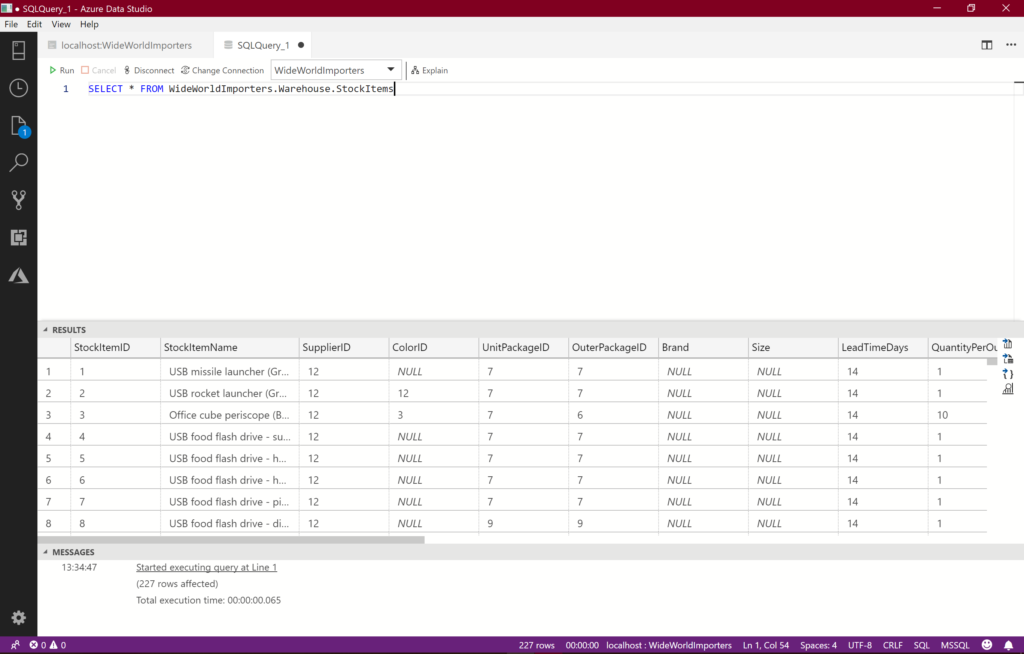 ● SQLQuery_1 - Azure Data Studio
File Edit View Help
localhost:WideWorldImporters SQLQuery_1 ●
Run Cancel Disconnect Change Connection WideWorldImporters Explain
1 SELECT * FROM WideWorldImporters.Warehouse.StockItems
1
RESULTS
StockItemID StockItemName SupplierID ColorID UnitPackageID OuterPackageID Brand Size LeadTimeDays QuantityPerOu
1 1 USB missile launcher (Gr... 12 NULL 7 7 NULL NULL 14 1
2 2 USB rocket launcher (Gr... 12 12 7 7 NULL NULL 14 1
3 3 Office cube periscope (B... 12 3 7 6 NULL NULL 14 10
4 4 USB food flash drive - su... 12 NULL 7 7 NULL NULL 14 1
5 5 USB food flash drive - h... 12 NULL 7 7 NULL NULL 14 1
6 6 USB food flash drive - h... 12 NULL 7 7 NULL NULL 14 1
7 7 USB food flash drive - pi... 12 NULL 7 7 NULL NULL 14 1
8 8 USB food flash drive - di... 12 NULL 9 9 NULL NULL 14 1
MESSAGES
13:34:47 Started executing query at Line 1
(227 rows affected)
Total execution time: 00:00:00.065
0 0 227 rows 00:00:00 localhost : WideWorldImporters Ln 1, Col 54 Spaces: 4 UTF-8 CRLF SQL MSSQL